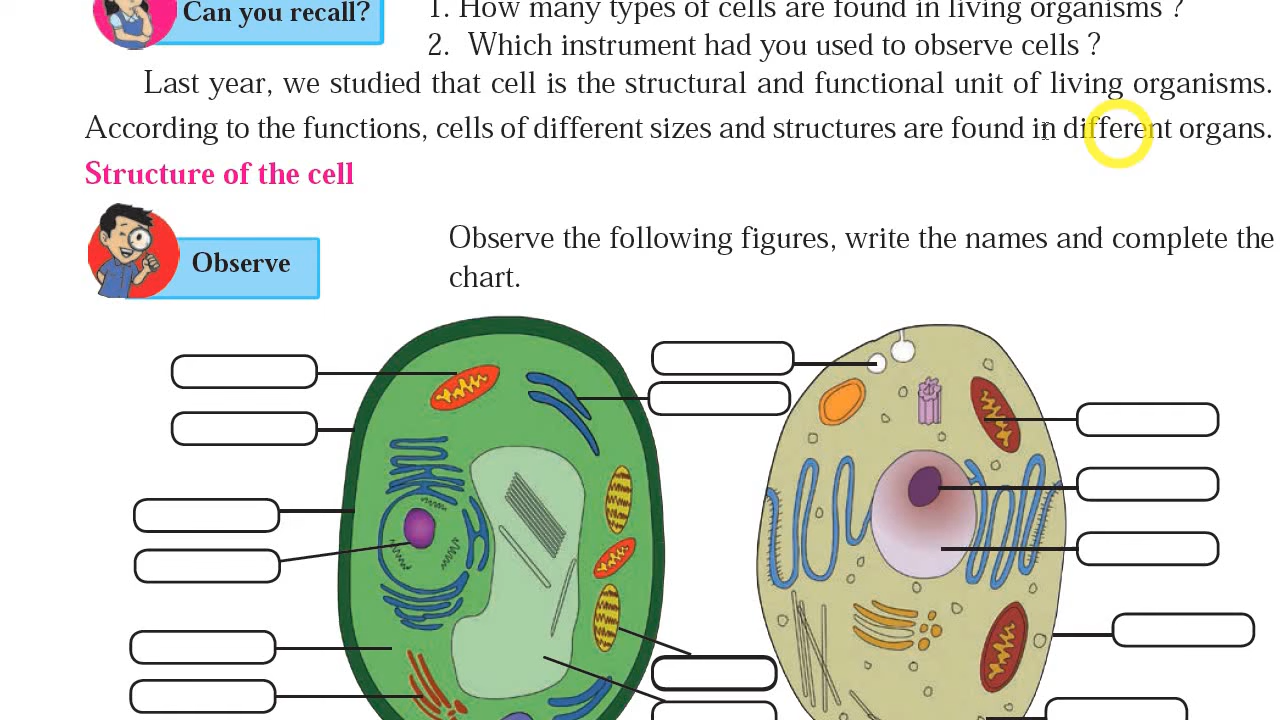 Can you recall?
1. How many types of cells are found in living organisms ?
2. Which instrument had you used to observe cells ?
Last year, we studied that cell is the structural and functional unit of living organisms.
According to the functions, cells of different sizes and structures are found in different organs.
Structure of the cell
Observe
Observe the following figures, write the names and complete the
chart.